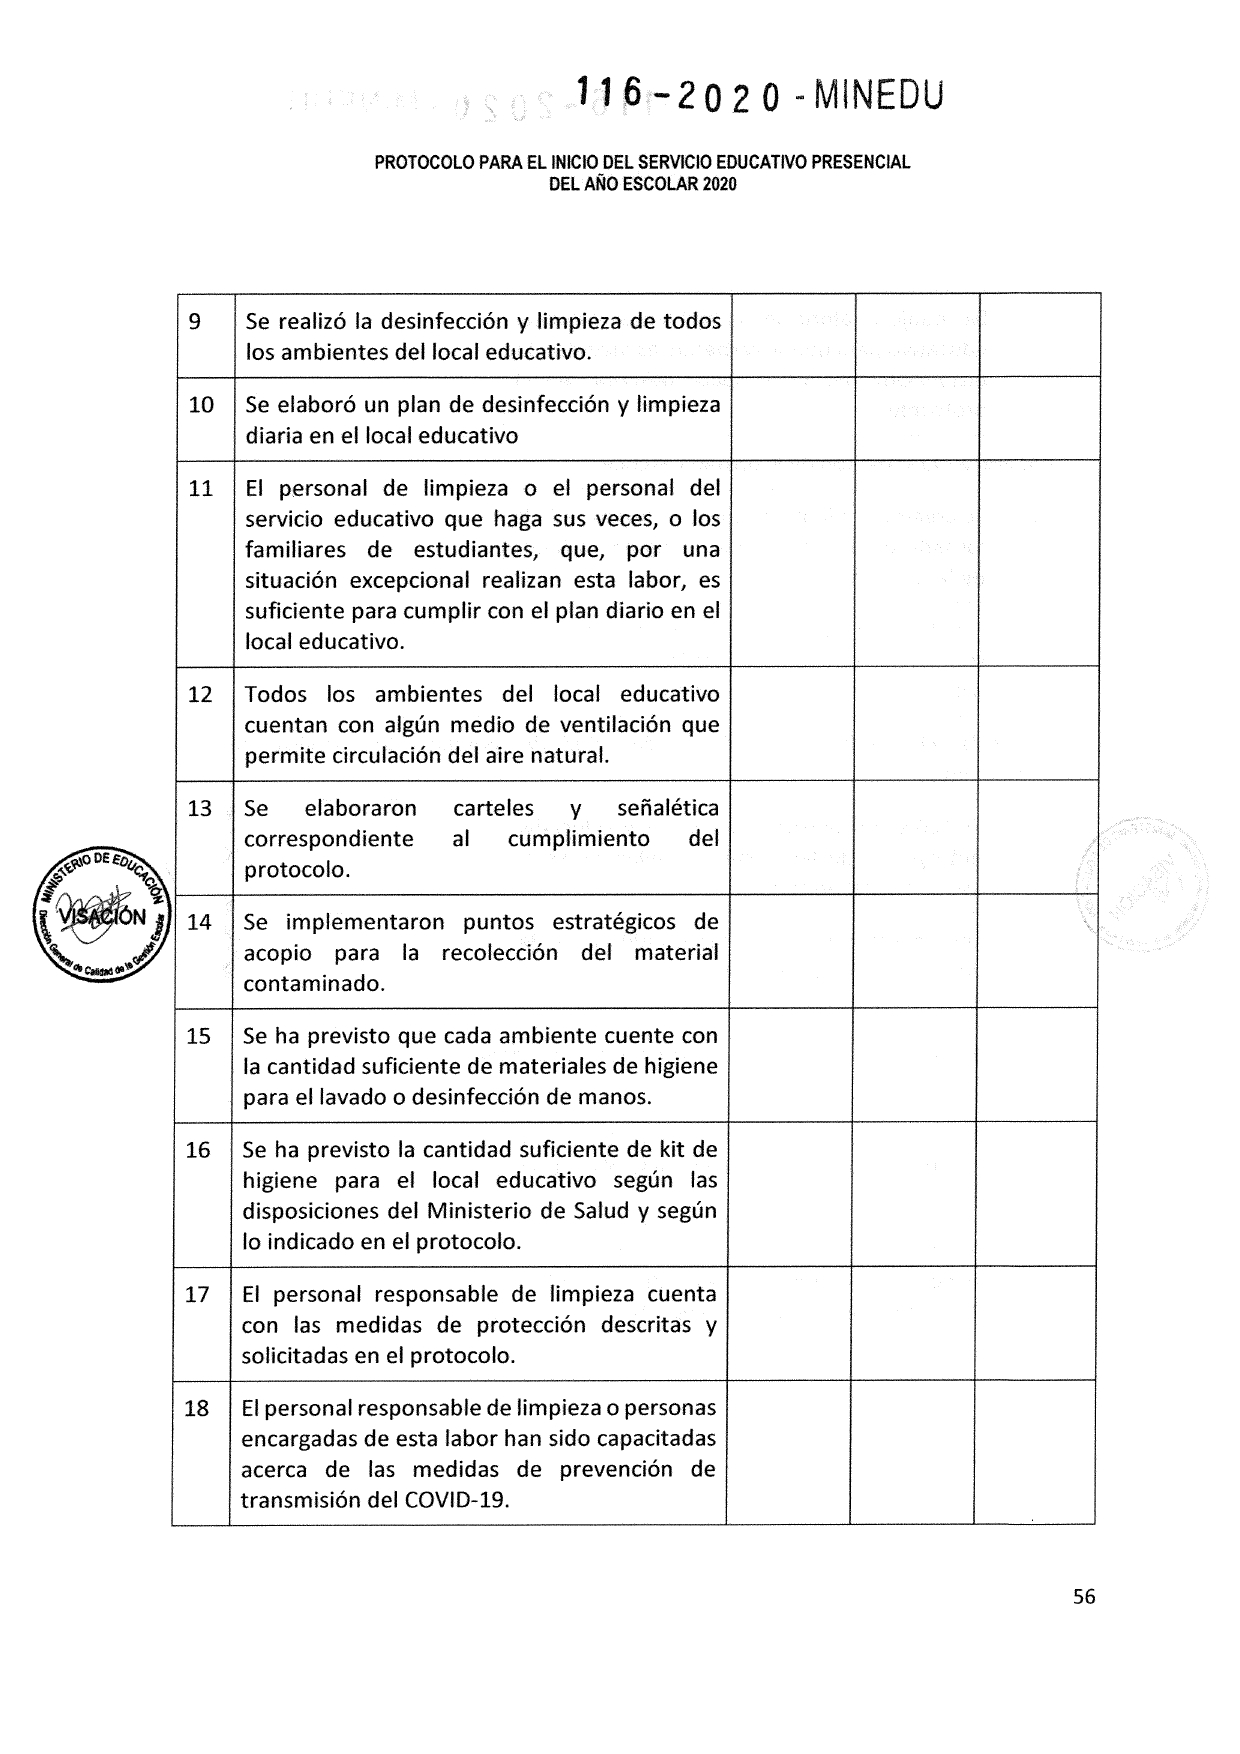 116-2020-MINEDU
PROTOCOLO PARA EL INICIO DEL SERVICIO EDUCATIVO PRESENCIAL
DEL AÑO ESCOLAR 2020
9 Se realizó la desinfección y limpieza de todos
los ambientes del local educativo.
10 Se elaboró un plan de desinfección y limpieza
diaria en el local educativo
11 El personal de limpieza o el personal del
servicio educativo que haga sus veces, o los
familiares de estudiantes, que, por una
situación excepcional realizan esta labor, es
suficiente para cumplir con el plan diario en el
local educativo.
12 Todos los ambientes del local educativo
cuentan con algún medio de ventilación que
permite circulación del aire natural.
13 Se elaboraron carteles y señalética
correspondiente al cumplimiento del
protocolo.
MINISTERIO DE EDUCACIÓN
VISACIÓN
Dirección General de Calidad de la Gestión Escolar
14 Se implementaron puntos estratégicos de
acopio para la recolección del material
contaminado.
15 Se ha previsto que cada ambiente cuente con
la cantidad suficiente de materiales de higiene
para el lavado o desinfección de manos.
16 Se ha previsto la cantidad suficiente de kit de
higiene para el local educativo según las
disposiciones del Ministerio de Salud y según
lo indicado en el protocolo.
17 El personal responsable de limpieza cuenta
con las medidas de protección descritas y
solicitadas en el protocolo.
18 El personal responsable de limpieza o personas
encargadas de esta labor han sido capacitadas
acerca de las medidas de prevención de
transmisión del COVID-19.
56